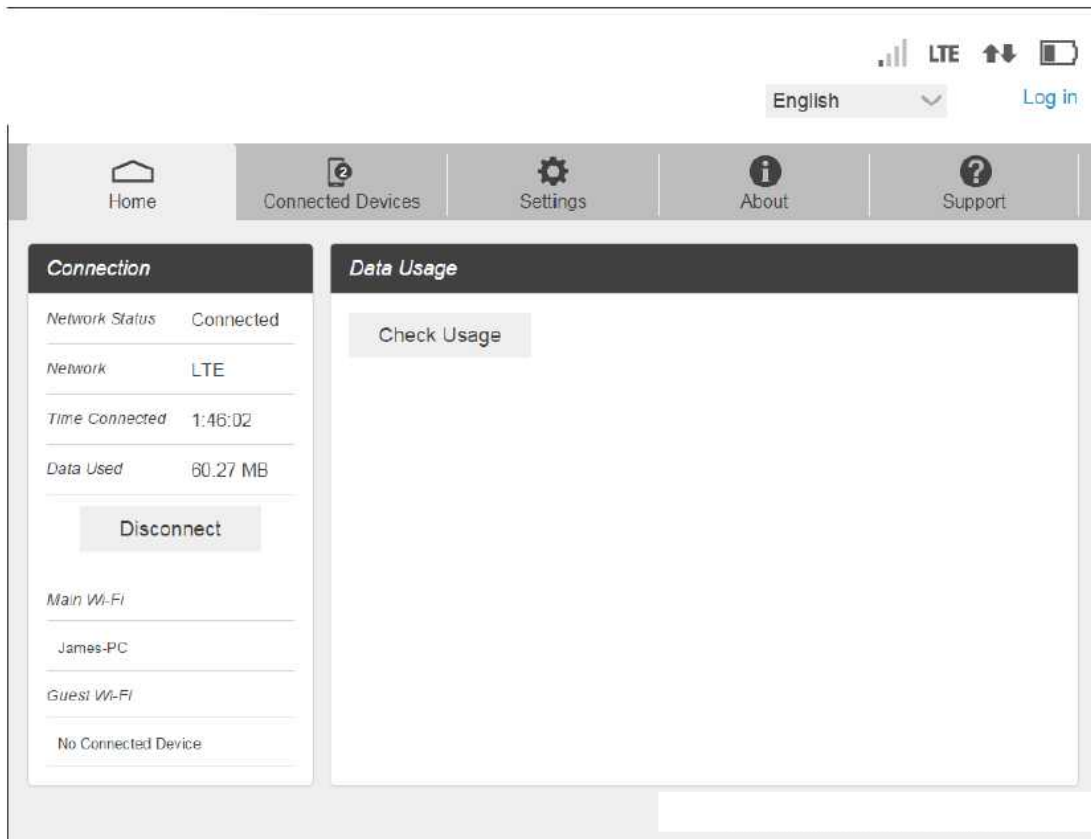 LTE
English
Log in
Home
2
Connected Devices
Settings
About
Support
Connection
Data Usage
Network Status Connected
Check Usage
Network LTE
Time Connected 1:46:02
Data Used 60.27 MB
Disconnect
Main Wi-Fi
James-PC
Guest Wi-Fi
No Connected Device